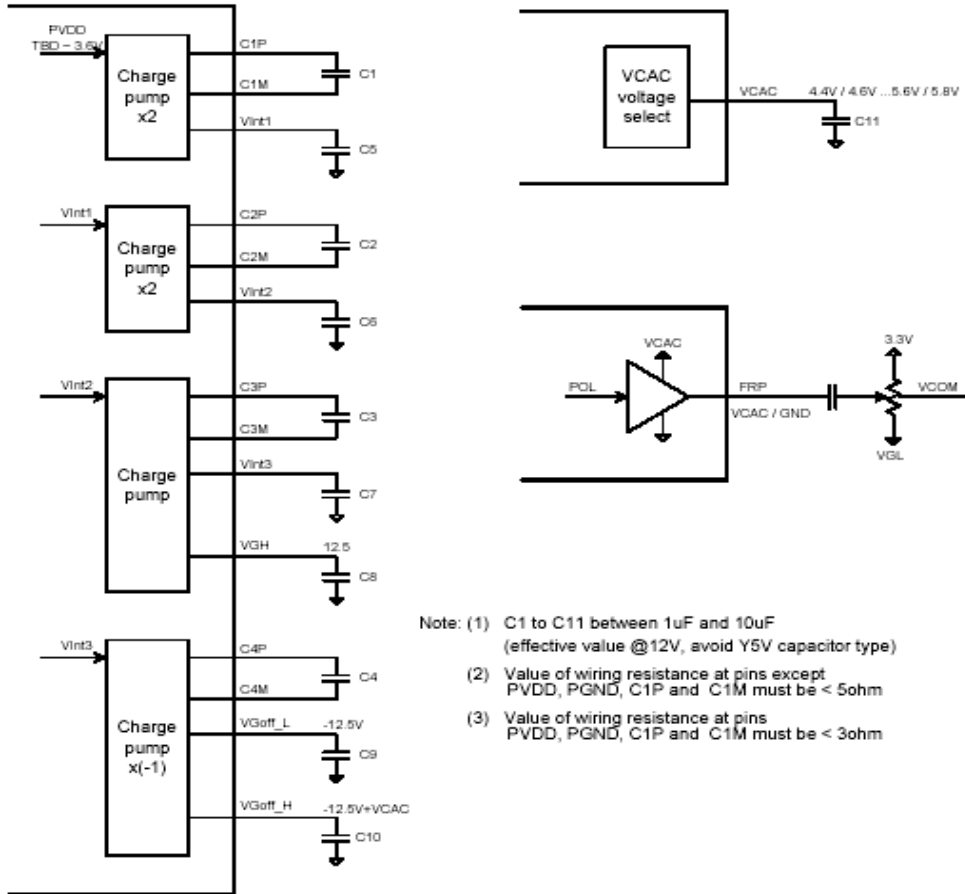 PVDD
TBD – 3.6V
Charge
pump
x2
C1P
C1
C1M
VInt1
C5
VInt1
Charge
pump
x2
C2P
C2
C2M
VInt2
C6
VInt2
Charge
pump
C3P
C3
C3M
VInt3
C7
VGH
12.5
C8
VInt3
Charge
pump
x(-1)
C4P
C4
C4M
VGoff_L
-12.5V
C9
VGoff_H
-12.5V+VCAC
C10
VCAC
voltage
select
VCAC
4.4V / 4.6V ...5.6V / 5.8V
C11
POL
VCAC
FRP
VCAC / GND
3.3V
VCOM
VGL
Note: (1) C1 to C11 between 1uF and 10uF
(effective value @12V, avoid Y5V capacitor type)
(2) Value of wiring resistance at pins except
PVDD, PGND, C1P and C1M must be < 5ohm
(3) Value of wiring resistance at pins
PVDD, PGND, C1P and C1M must be < 3ohm